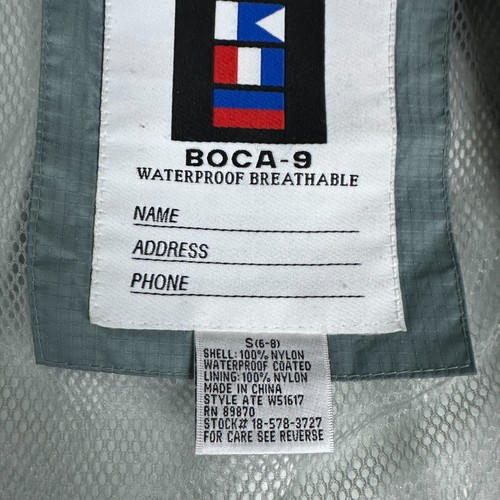 BOCA-9
WATERPROOF BREATHABLE
NAME
ADDRESS
PHONE
S(6-8)
SHELL: 100% NYLON
WATERPROOF COATED
LINING: 100% NYLON
MADE IN CHINA
STYLE ATE W51617
RN 89870
STOCK# 18-578-3727
FOR CARE SEE REVERSE